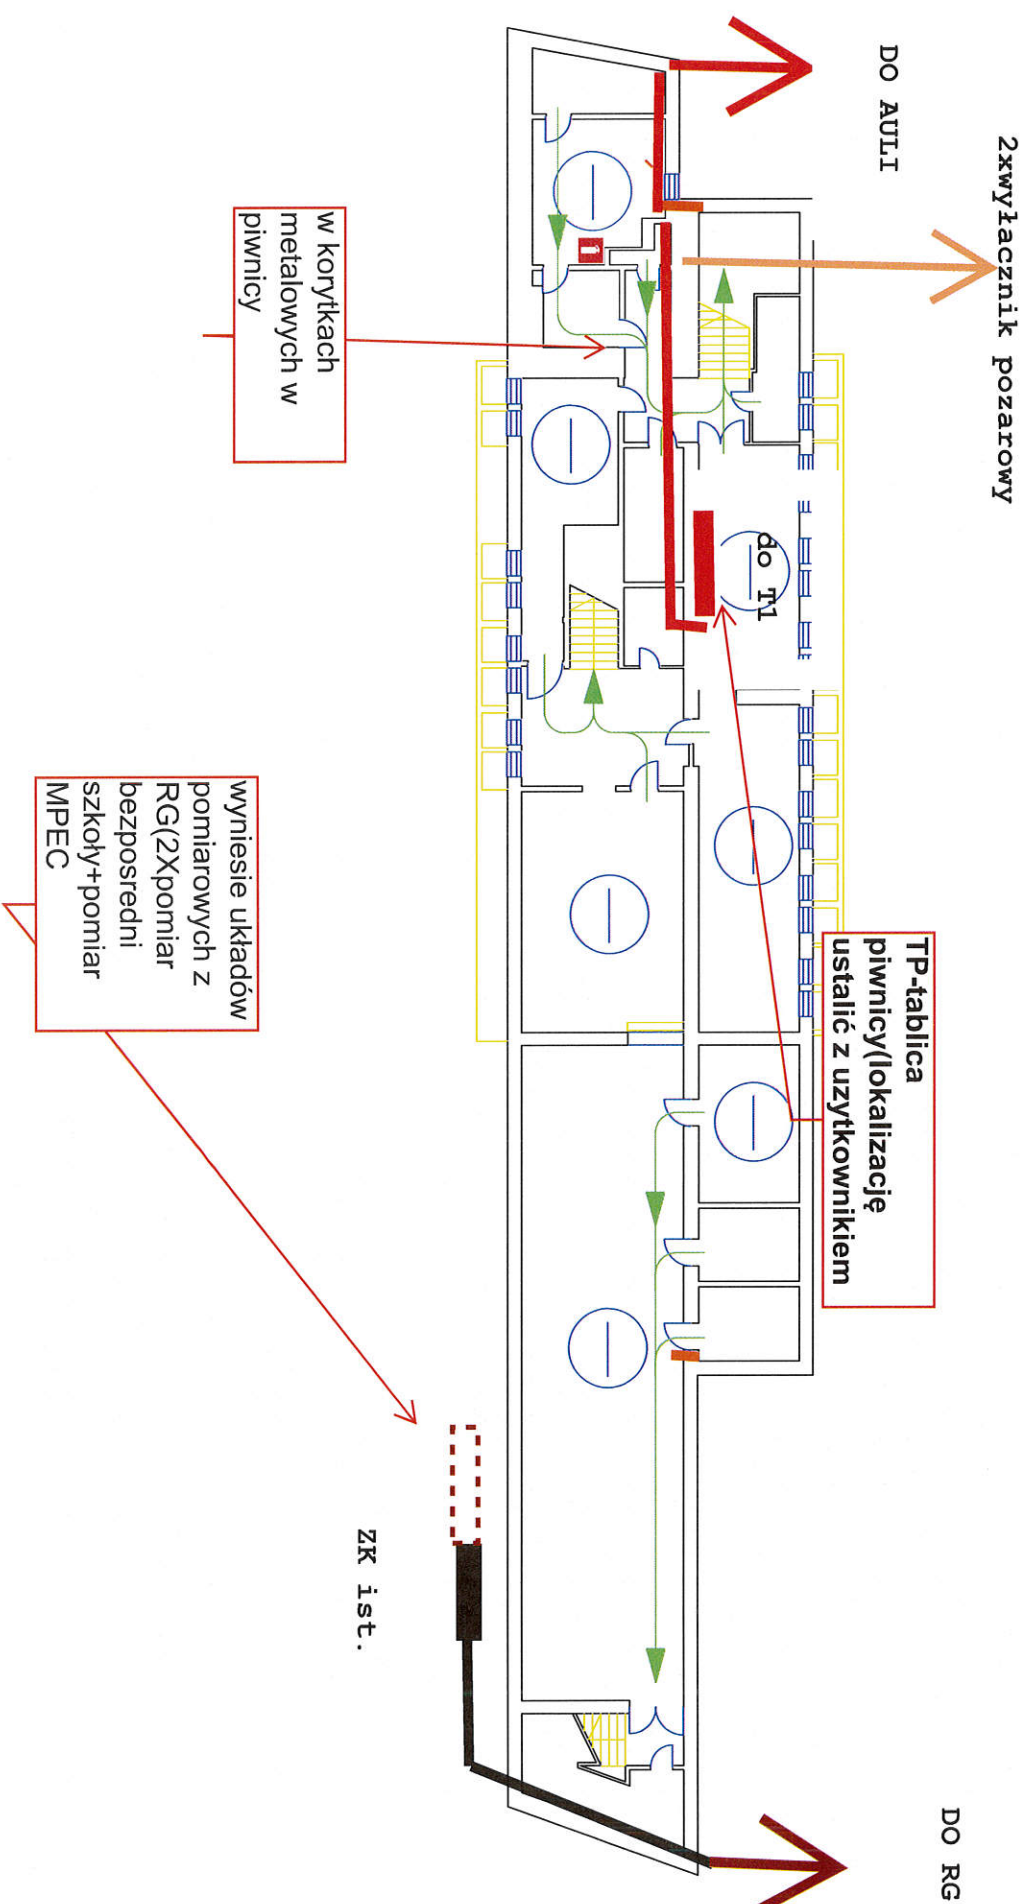 DO AULI
2xwyłacznik pozarowy
w korytkach
metalowych w
piwnicy
do T1
TP-tablica
piwnicy(lokalizację
ustalić z uzytkownikiem
wyniesie układów
pomiarowych z
RG(2Xpomiar
bezposredni
szkoły+pomiar
MPEC
ZK ist.
DO RG